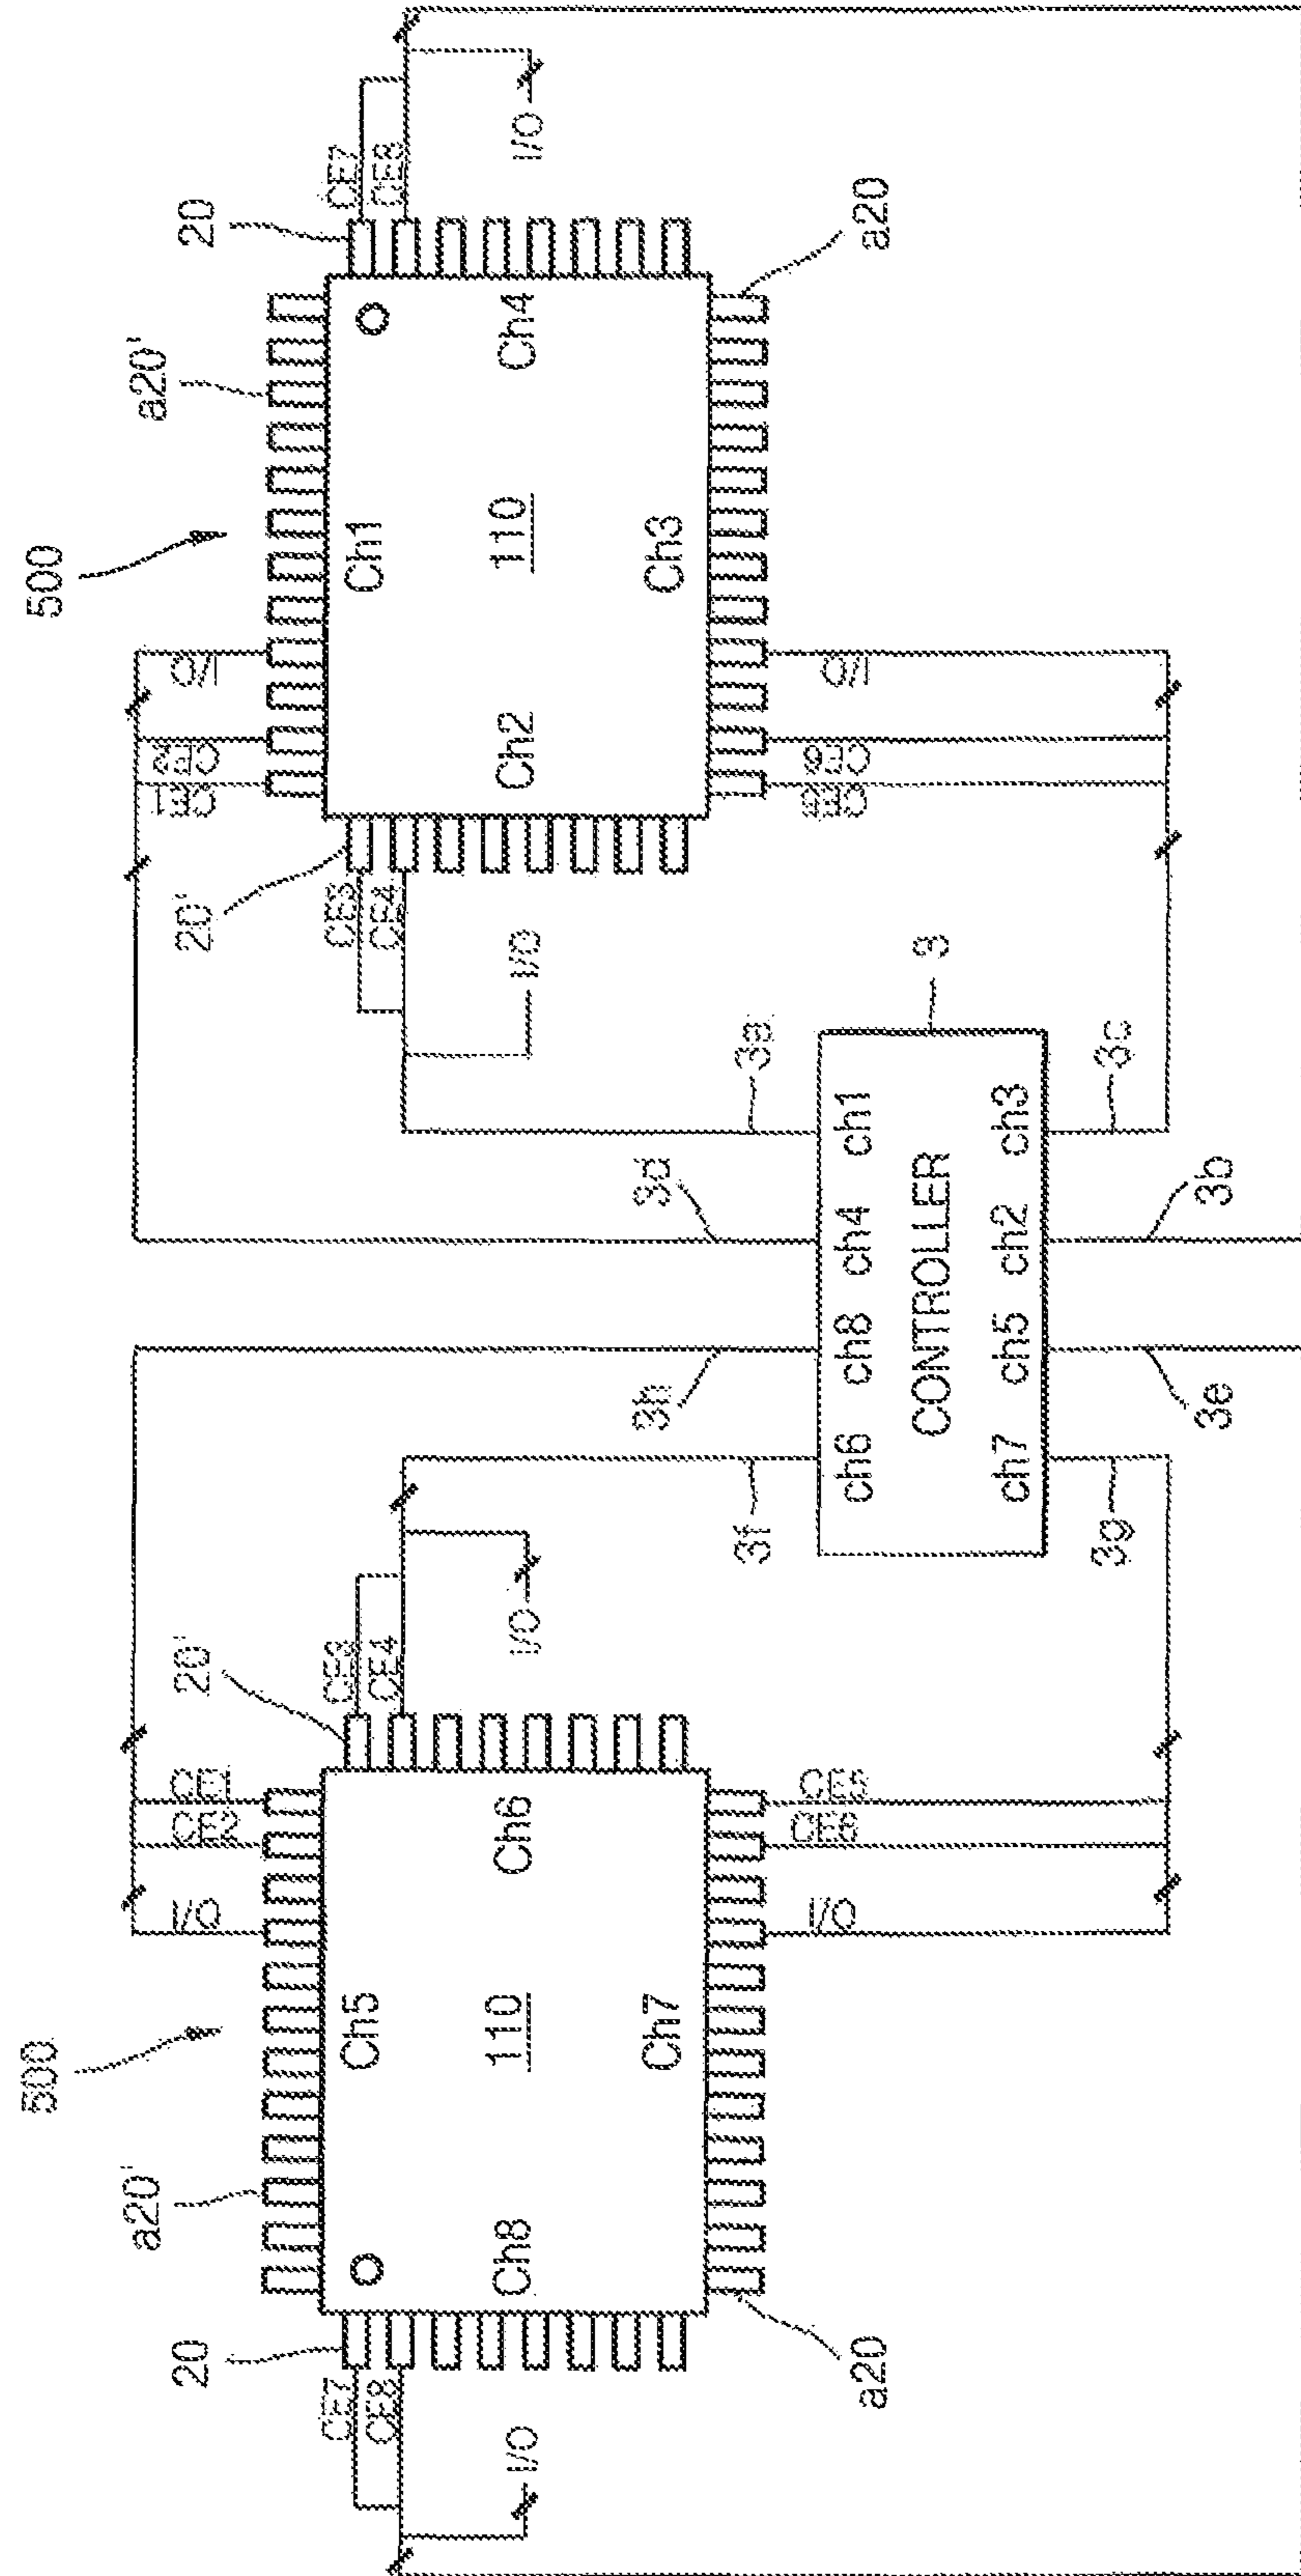 500
500
a20'
a20'
20
20'
20'
20
CE7
CE8
I/O
CE1
CE2
I/O
CE3
CE4
I/O
CE1
CE2
I/O
CE3
CE4
I/O
CE7
CE8
I/O
Ch5
Ch8
110
Ch6
Ch7
Ch1
Ch2
110
Ch4
Ch3
a20
a20
CE5
CE6
I/O
CE5
CE6
I/O
3h
3d
3f
3a
3
ch6 ch8 ch4 ch1
CONTROLLER
ch7 ch5 ch2 ch3
3g
3c
3e
3b